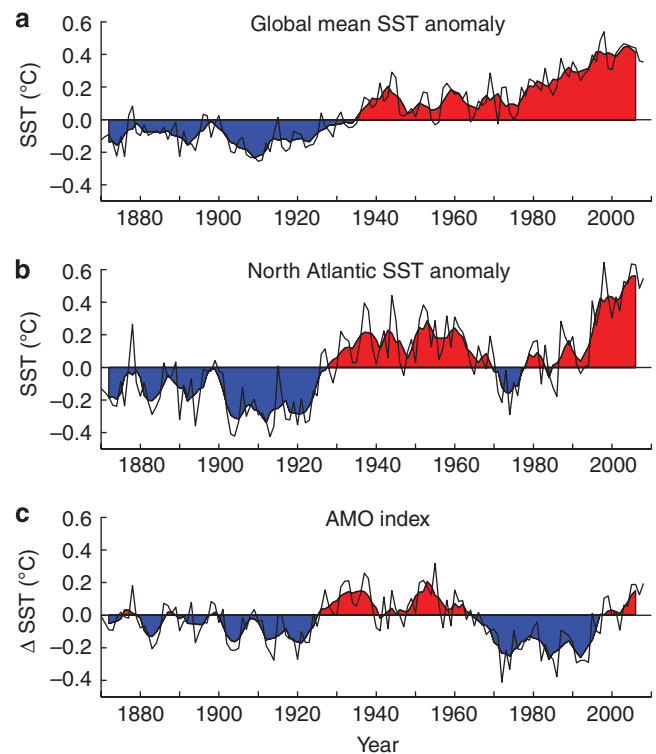 a
Global mean SST anomaly
SST (°C)
0.6
0.4
0.2
0.0
−0.2
−0.4
1880 1900 1920 1940 1960 1980 2000
b
North Atlantic SST anomaly
SST (°C)
0.6
0.4
0.2
0.0
−0.2
−0.4
1880 1900 1920 1940 1960 1980 2000
c
AMO index
Δ SST (°C)
0.6
0.4
0.2
0.0
−0.2
−0.4
1880 1900 1920 1940 1960 1980 2000
Year